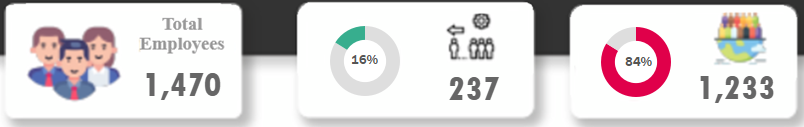 Total
Employees
1,470
16%
237
84%
1,233